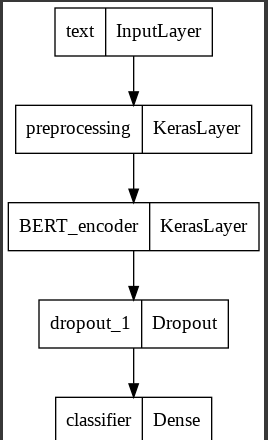 text InputLayer
preprocessing KerasLayer
BERT_encoder KerasLayer
dropout_1 Dropout
classifier Dense